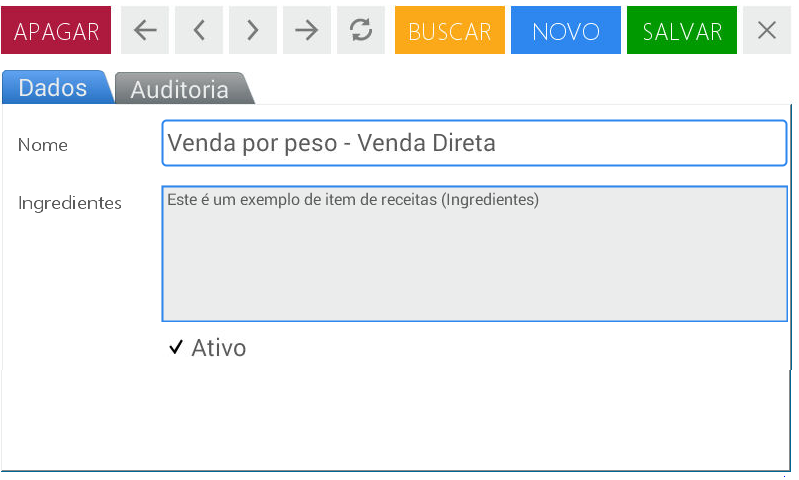 APAGAR BUSCAR NOVO SALVAR
Dados Auditoria
Nome Venda por peso - Venda Direta
Ingredientes Este é um exemplo de item de receitas (Ingredientes)
Ativo